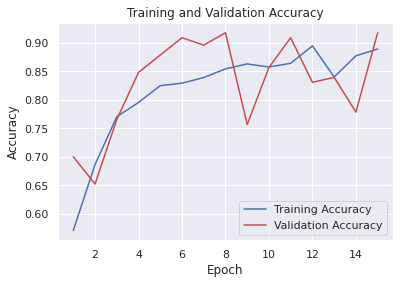 Training and Validation Accuracy
Accuracy
0.90
0.85
0.80
0.75
0.70
0.65
0.60
Training Accuracy
Validation Accuracy
2 4 6 8 10 12 14
Epoch